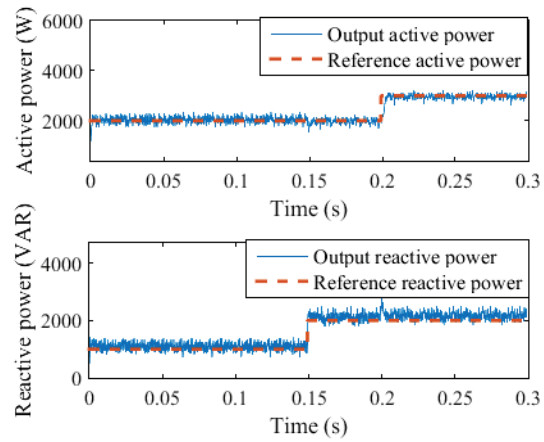 6000
4000
2000
Active power (W)
Output active power
Reference active power
0
0.05
0.1
0.15
0.2
0.25
0.3
Time (s)
4000
2000
0
Reactive power (VAR)
Output reactive power
Reference reactive power
0
0.05
0.1
0.15
0.2
0.25
0.3
Time (s)